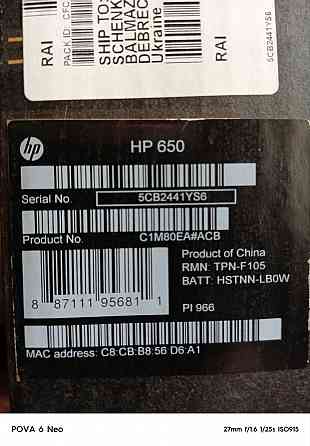 RAI
PACK ID: CFC
SHIP TO:
SCHENK
BALMAZ
DEBREC
Ukraine
RAI
5CB2441YS6
hp
HP 650
Serial No.
5CB2441YS6
Product No.
C1M80EA#ACB
Product of China
RMN: TPN-F105
BATT: HSTNN-LB0W
8 87111 95681 1
PI 966
MAC address: C8:CB:B8:56:D6:A1
POVA 6 Neo
27mm f/1.6 1/25s ISO915